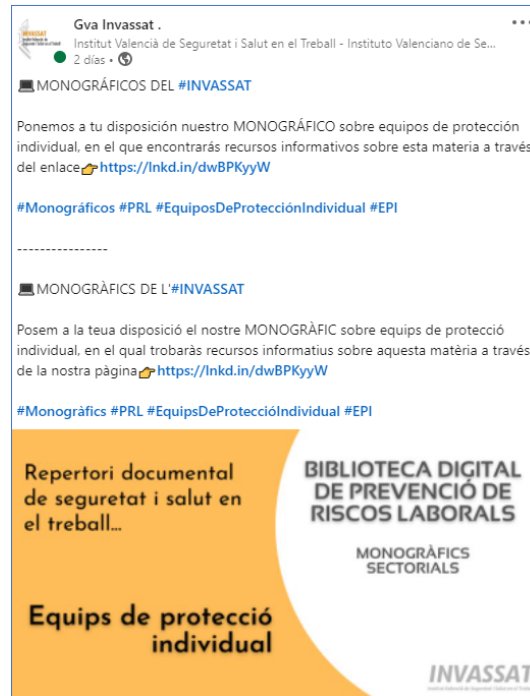 Gva Invassat .
Institut Valencià de Seguretat i Salut en el Treball - Instituto Valenciano de Se...
2 días •
MONOGRÁFICOS DEL #INVASSAT
Ponemos a tu disposición nuestro MONOGRÁFICO sobre equipos de protección
individual, en el que encontrarás recursos informativos sobre esta materia a través
del enlace👉https://lnkd.in/dwBPKyyW
#Monográficos #PRL #EquiposDeProtecciónIndividual #EPI
----------------
MONOGRÀFICS DE L'#INVASSAT
Posem a la teua disposició el nostre MONOGRÀFIC sobre equips de protecció
individual, en el qual trobaràs recursos informatius sobre aquesta matèria a través
de la nostra pàgina👉https://lnkd.in/dwBPKyyW
#Monogràfics #PRL #EquipsDeProteccióIndividual #EPI
Repertori documental
de seguretat i salut en
el treball...
Equips de protecció
individual
BIBLIOTECA DIGITAL
DE PREVENCIÓ DE
RISCOS LABORALS
MONOGRÀFICS
SECTORIALS
INVASSAT